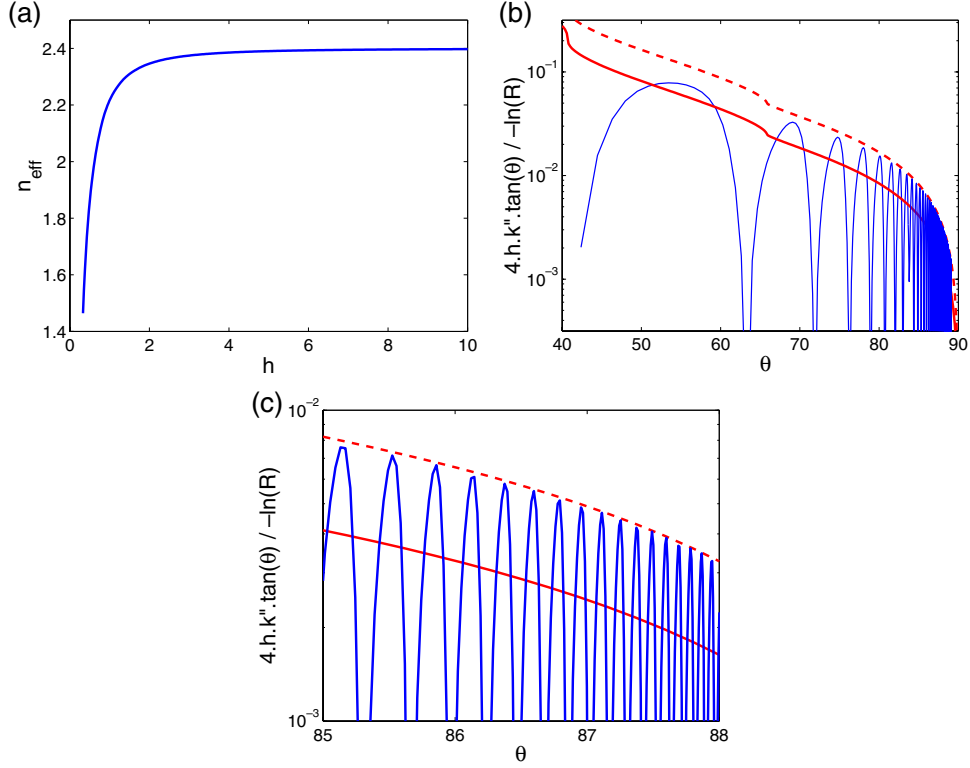 (a)
n_eff
2.4
2.2
2
1.8
1.6
1.4
0 2 4 6 8 10
h
(b)
4.h.k".tan(θ) / −ln(R)
10⁻¹
10⁻²
10⁻³
40 50 60 70 80 90
θ
(c)
4.h.k".tan(θ) / −ln(R)
10⁻²
10⁻³
85 86 87 88
θ